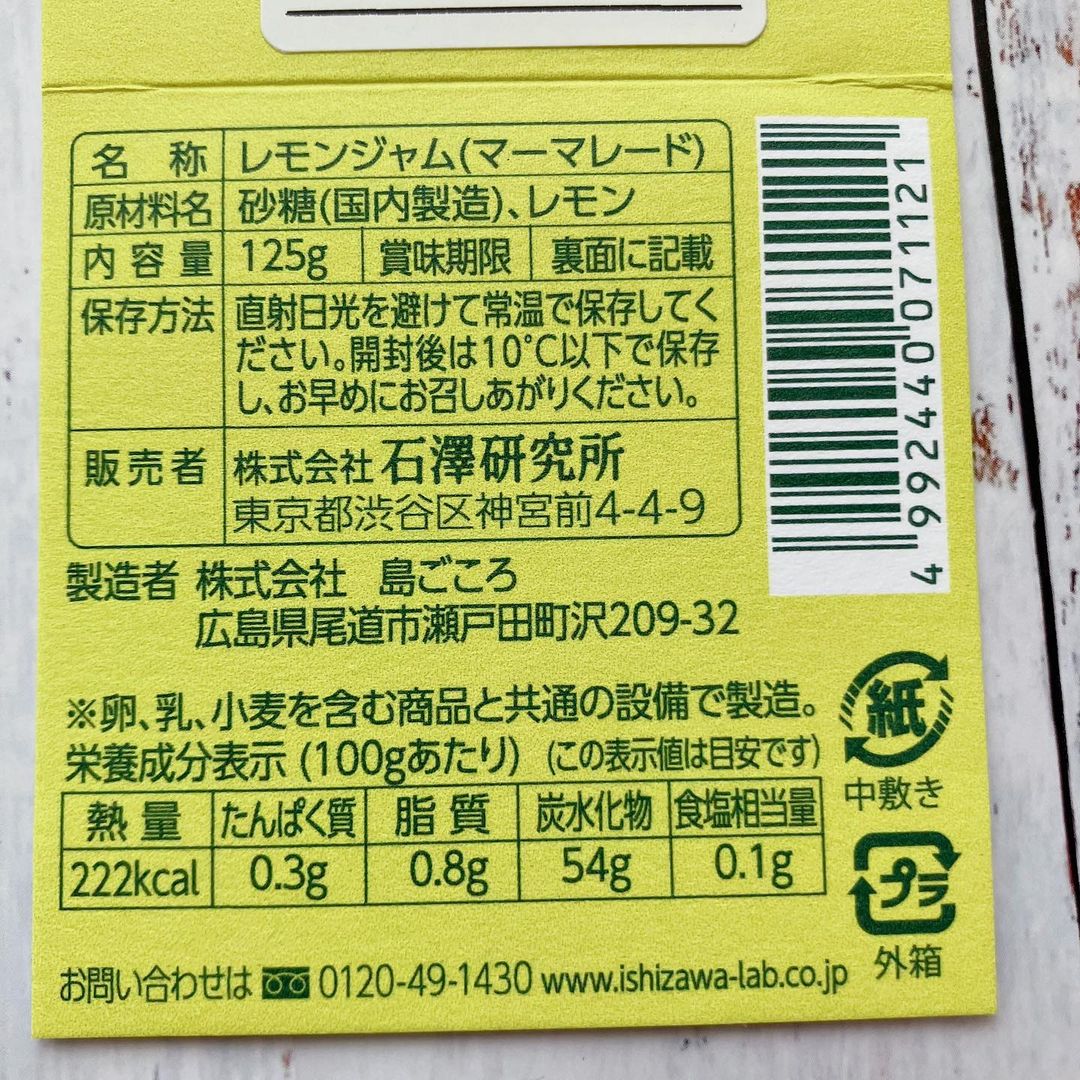 名称 レモンジャム(マーマレード)
原材料名 砂糖(国内製造)、レモン
内容量 125g 賞味期限 裏面に記載
保存方法 直射日光を避けて常温で保存してく
ださい。開封後は10℃以下で保存
し、お早めにお召しあがりください。
販売者 株式会社 石澤研究所
東京都渋谷区神宮前4-4-9
製造者 株式会社 島ごころ
広島県尾道市瀬戸田町沢209-32
※卵、乳、小麦を含む商品と共通の設備で製造。
栄養成分表示 (100gあたり) (この表示値は目安です)
熱量 たんぱく質 脂質 炭水化物 食塩相当量
222kcal 0.3g 0.8g 54g 0.1g
お問い合わせは 0120-49-1430 www.ishizawa-lab.co.jp
4992440071121
紙
中敷き
プラ
外箱